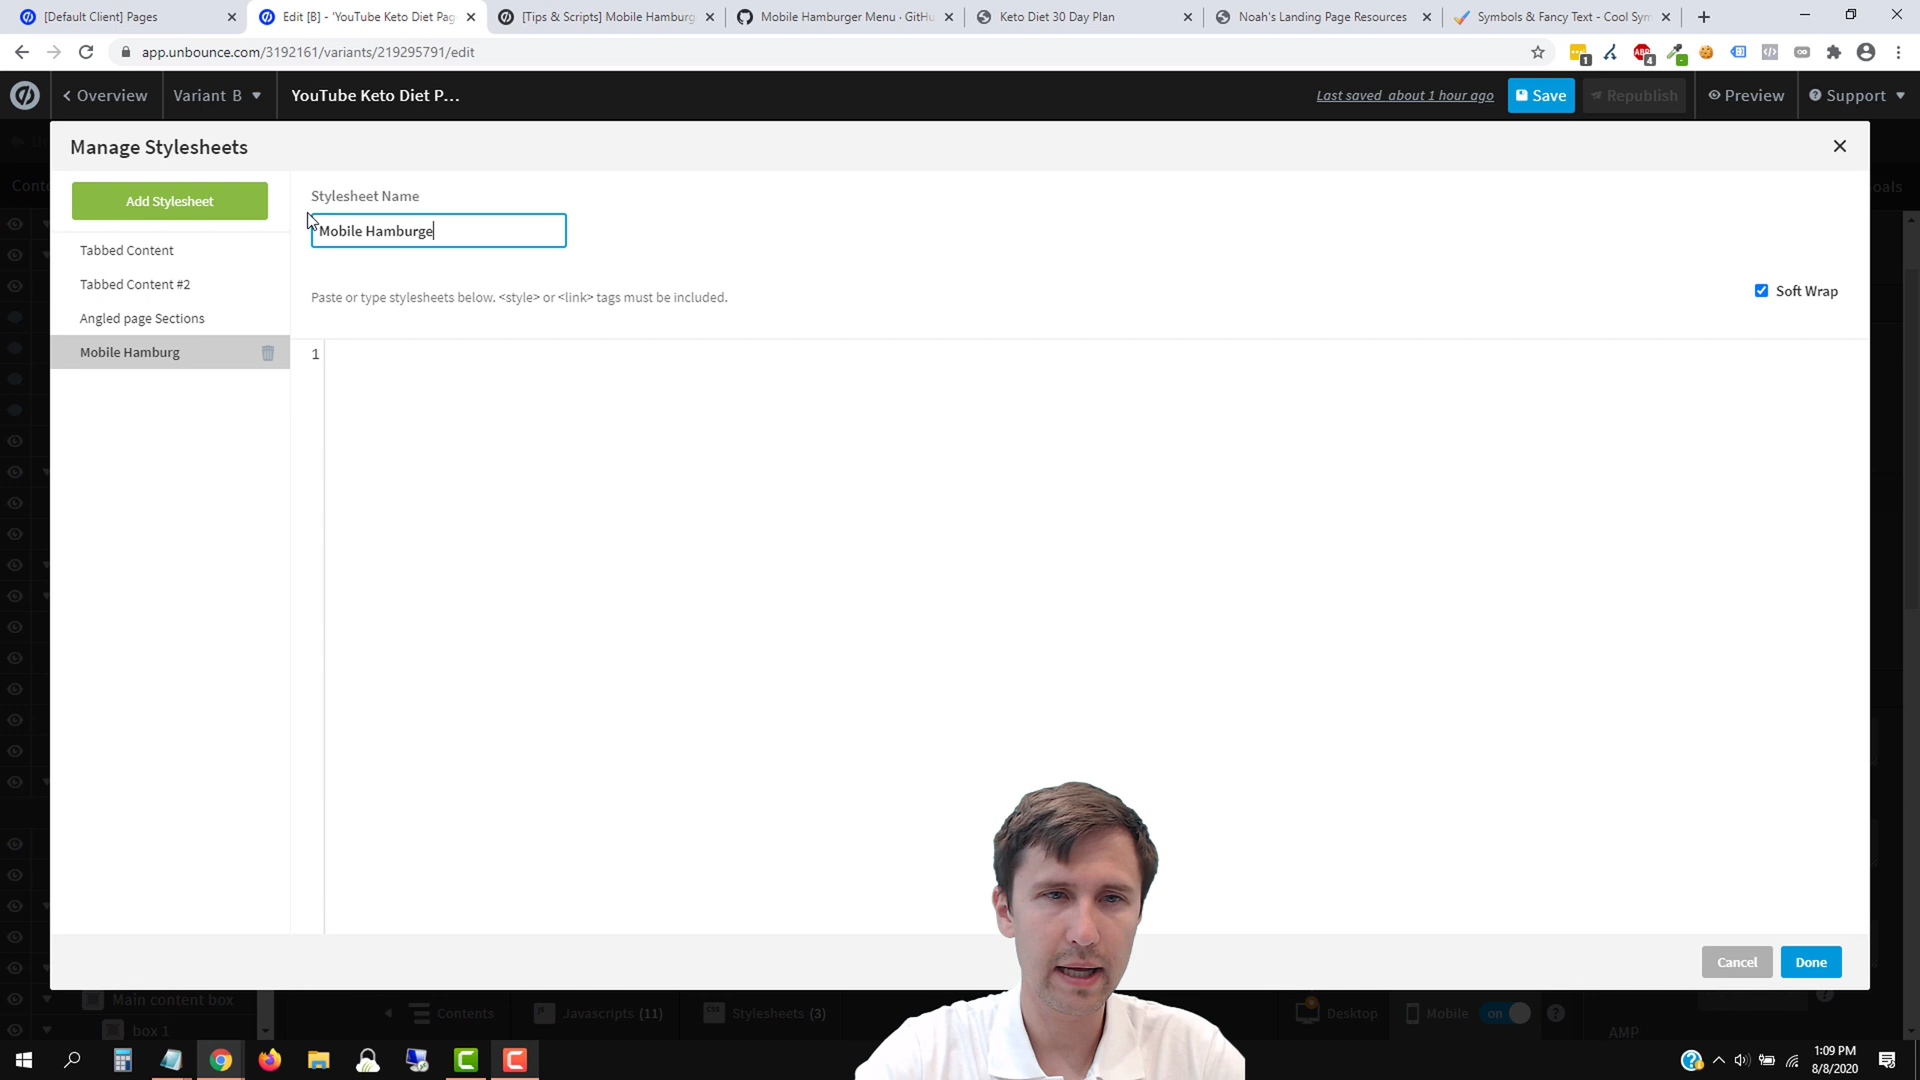 [Default Client] Pages
Edit [B] - 'YouTube Keto Diet Pag
[Tips & Scripts] Mobile Hamburg
Mobile Hamburger Menu · GitHu
Keto Diet 30 Day Plan
Noah's Landing Page Resources
Symbols & Fancy Text - Cool Sym
app.unbounce.com/3192161/variants/219295791/edit
Overview
Variant B
YouTube Keto Diet P...
Last saved about 1 hour ago
Save
Republish
Preview
Support
Manage Stylesheets
Add Stylesheet
Stylesheet Name
Mobile Hamburge
Tabbed Content
Tabbed Content #2
Angled page Sections
Mobile Hamburg
Paste or type stylesheets below. <style> or <link> tags must be included.
Soft Wrap
1
Cancel
Done
Main content box
box 1
Contents
Javascripts (11)
Stylesheets (3)
Desktop
Mobile
on
AMP
1:09 PM
8/8/2020